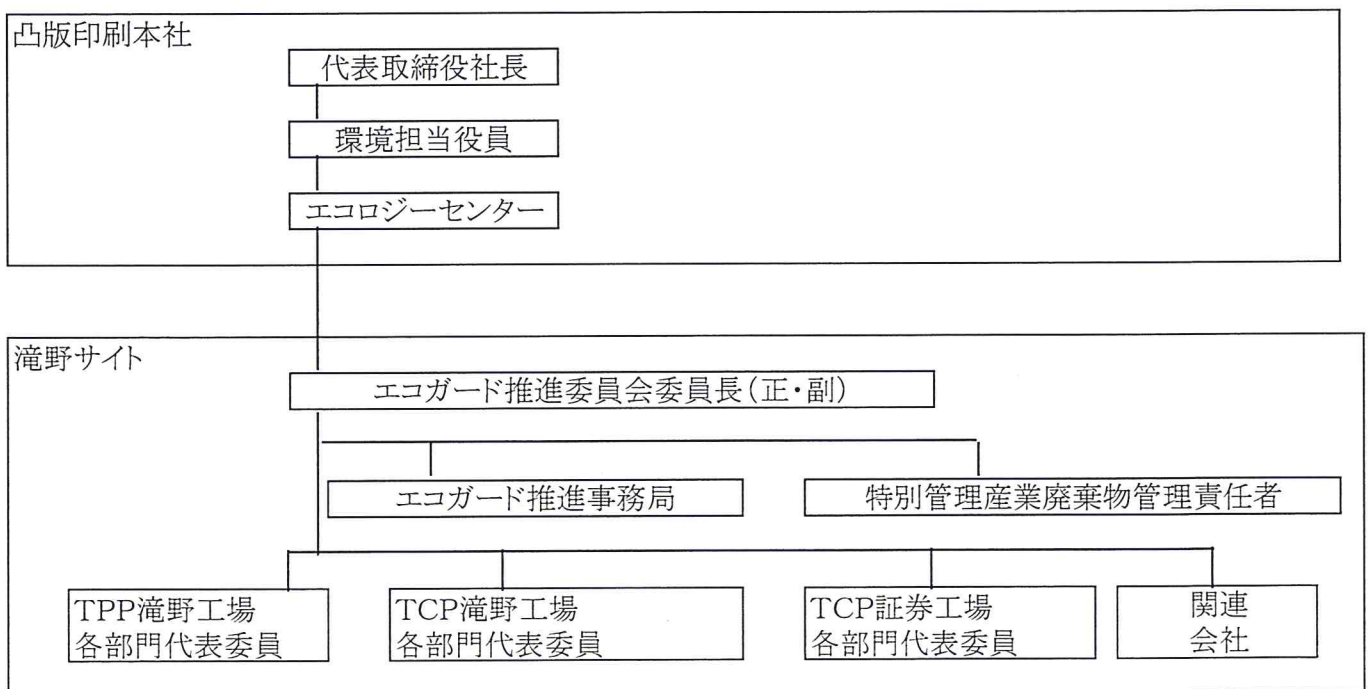 凸版印刷本社
代表取締役社長
環境担当役員
エコロジーセンター
滝野サイト
エコガード推進委員会委員長(正・副)
エコガード推進事務局
特別管理産業廃棄物管理責任者
TPP滝野工場
各部門代表委員
TCP滝野工場
各部門代表委員
TCP証券工場
各部門代表委員
関連
会社